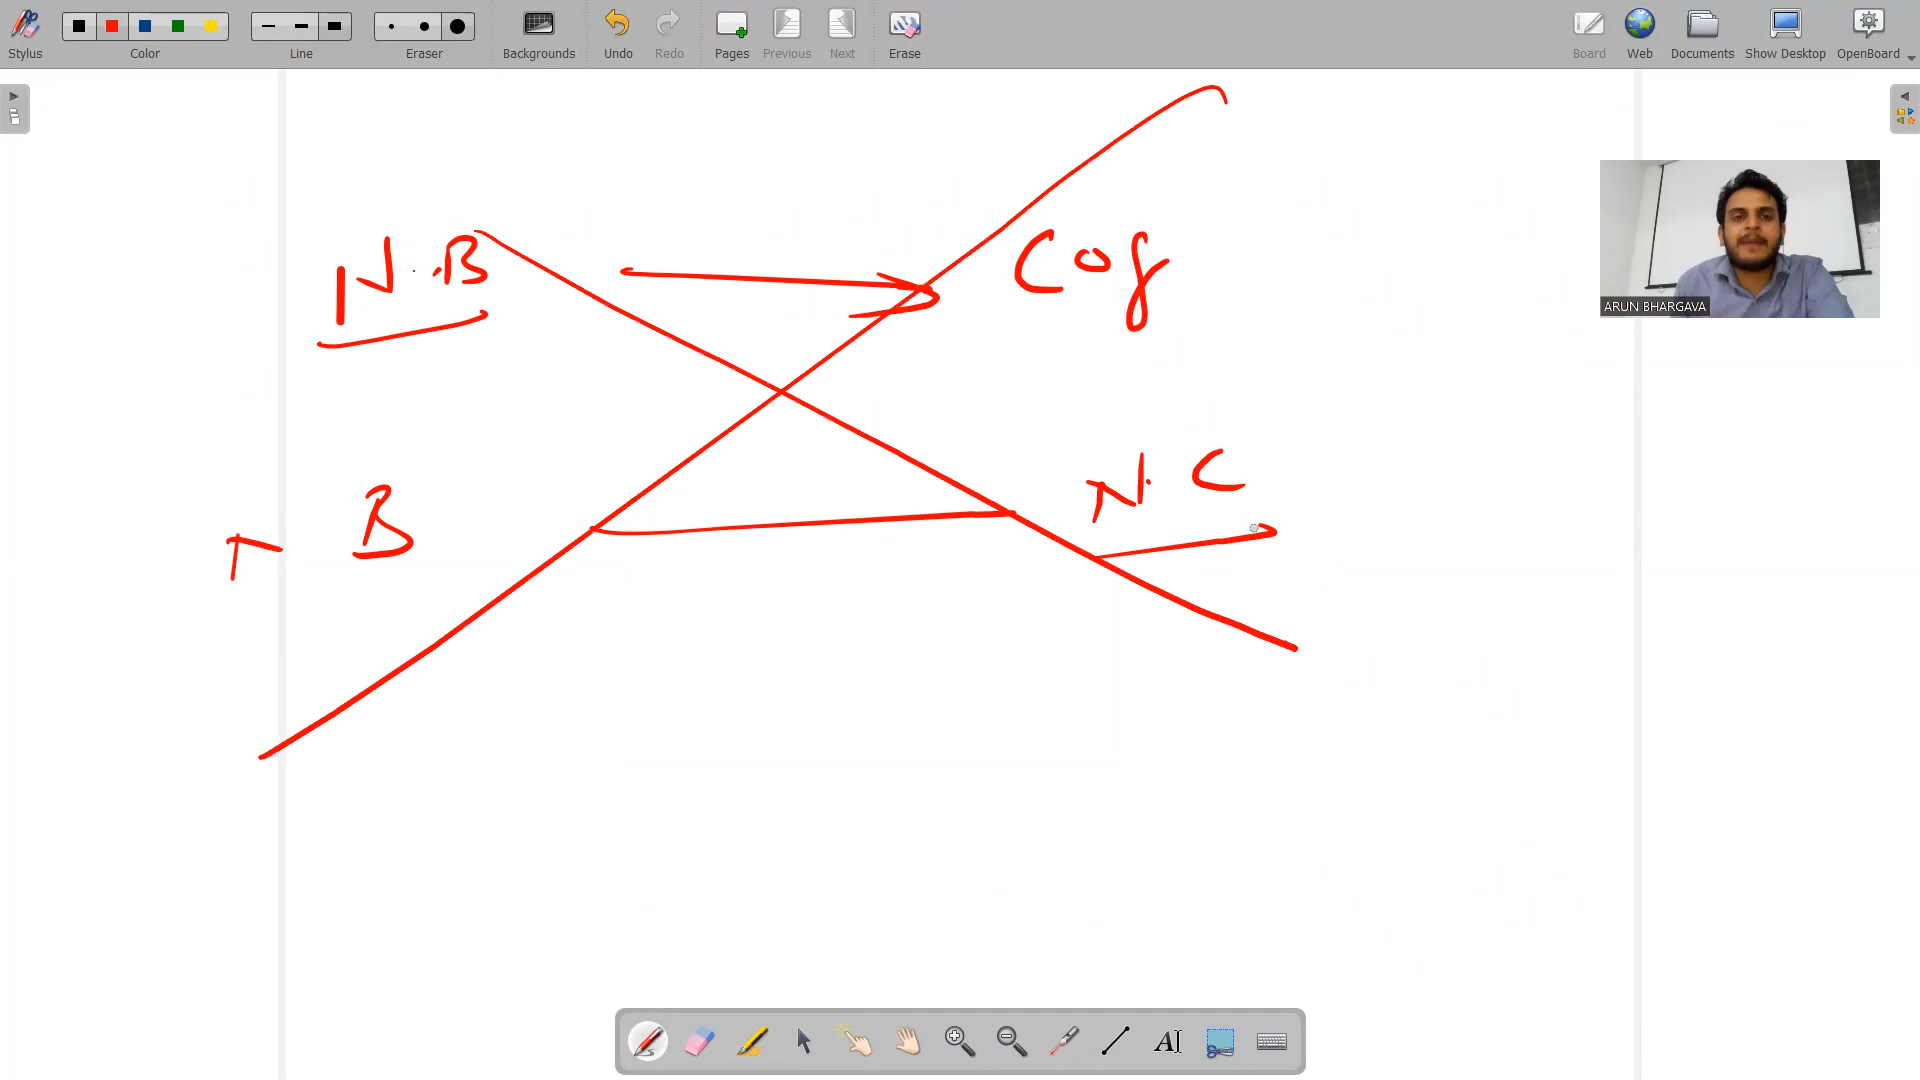 Stylus Color Line Eraser Backgrounds Undo Redo Pages Previous Next Erase Board Web Documents Show Desktop OpenBoard
N.B Cog
ARUN BHARGAVA
N. C
B